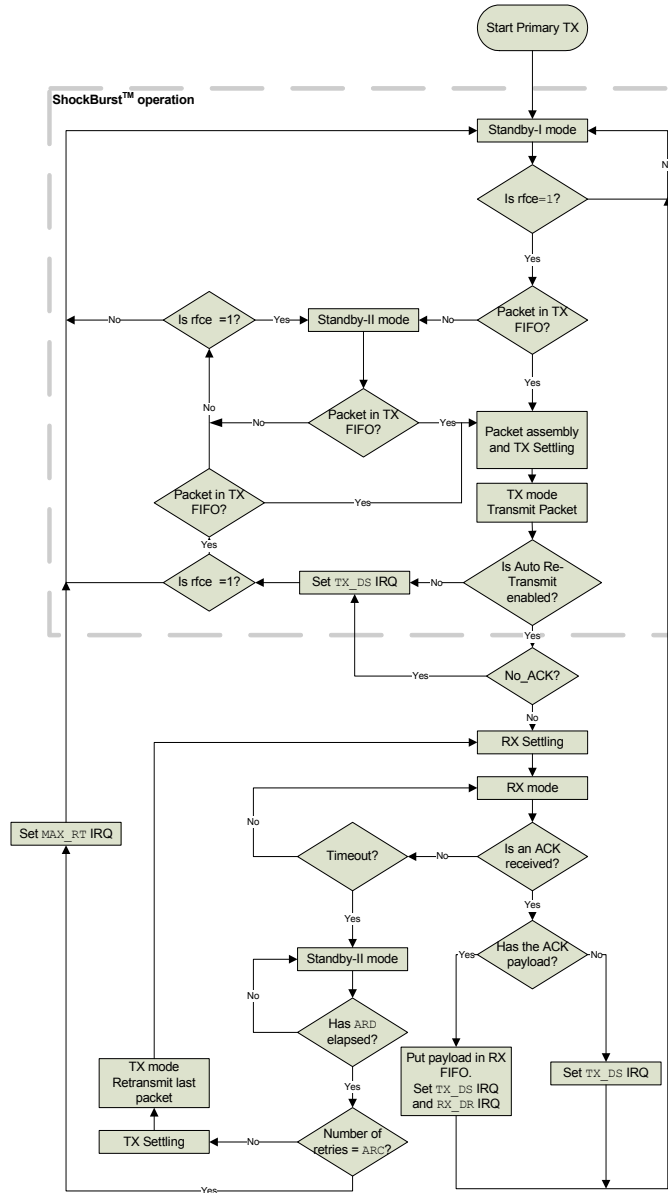 Start Primary TX
ShockBurst™ operation
Standby-I mode
N
Is rfce=1?
Yes
Is rfce =1?
No
Yes
Standby-II mode
No
Packet in TX
FIFO?
Yes
No
No
Packet in TX
FIFO?
Yes
Packet assembly
and TX Settling
Packet in TX
FIFO?
Yes
TX mode
Transmit Packet
Yes
Is rfce =1?
Set TX_DS IRQ
No
Is Auto Re-
Transmit
enabled?
Yes
Yes
No_ACK?
No
RX Settling
RX mode
No
Set MAX_RT IRQ
Timeout?
No
Is an ACK
received?
Yes
Yes
Standby-II mode
Yes
Has the ACK
payload?
No
No
Has ARD
elapsed?
TX mode
Retransmit last
packet
Put payload in RX
FIFO.
Set TX_DS IRQ
and RX_DR IRQ
Set TX_DS IRQ
Yes
TX Settling
No
Number of
retries = ARC?
Yes